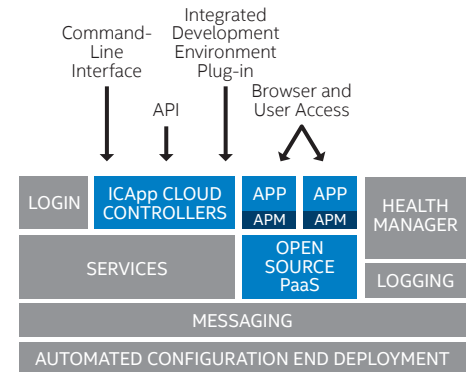 Command-
Line
Interface
API
Integrated
Development
Environment
Plug-in
Browser and
User Access
LOGIN
ICApp CLOUD
CONTROLLERS
APP
APM
APP
APM
HEALTH
MANAGER
SERVICES
OPEN
SOURCE
PaaS
LOGGING
MESSAGING
AUTOMATED CONFIGURATION END DEPLOYMENT